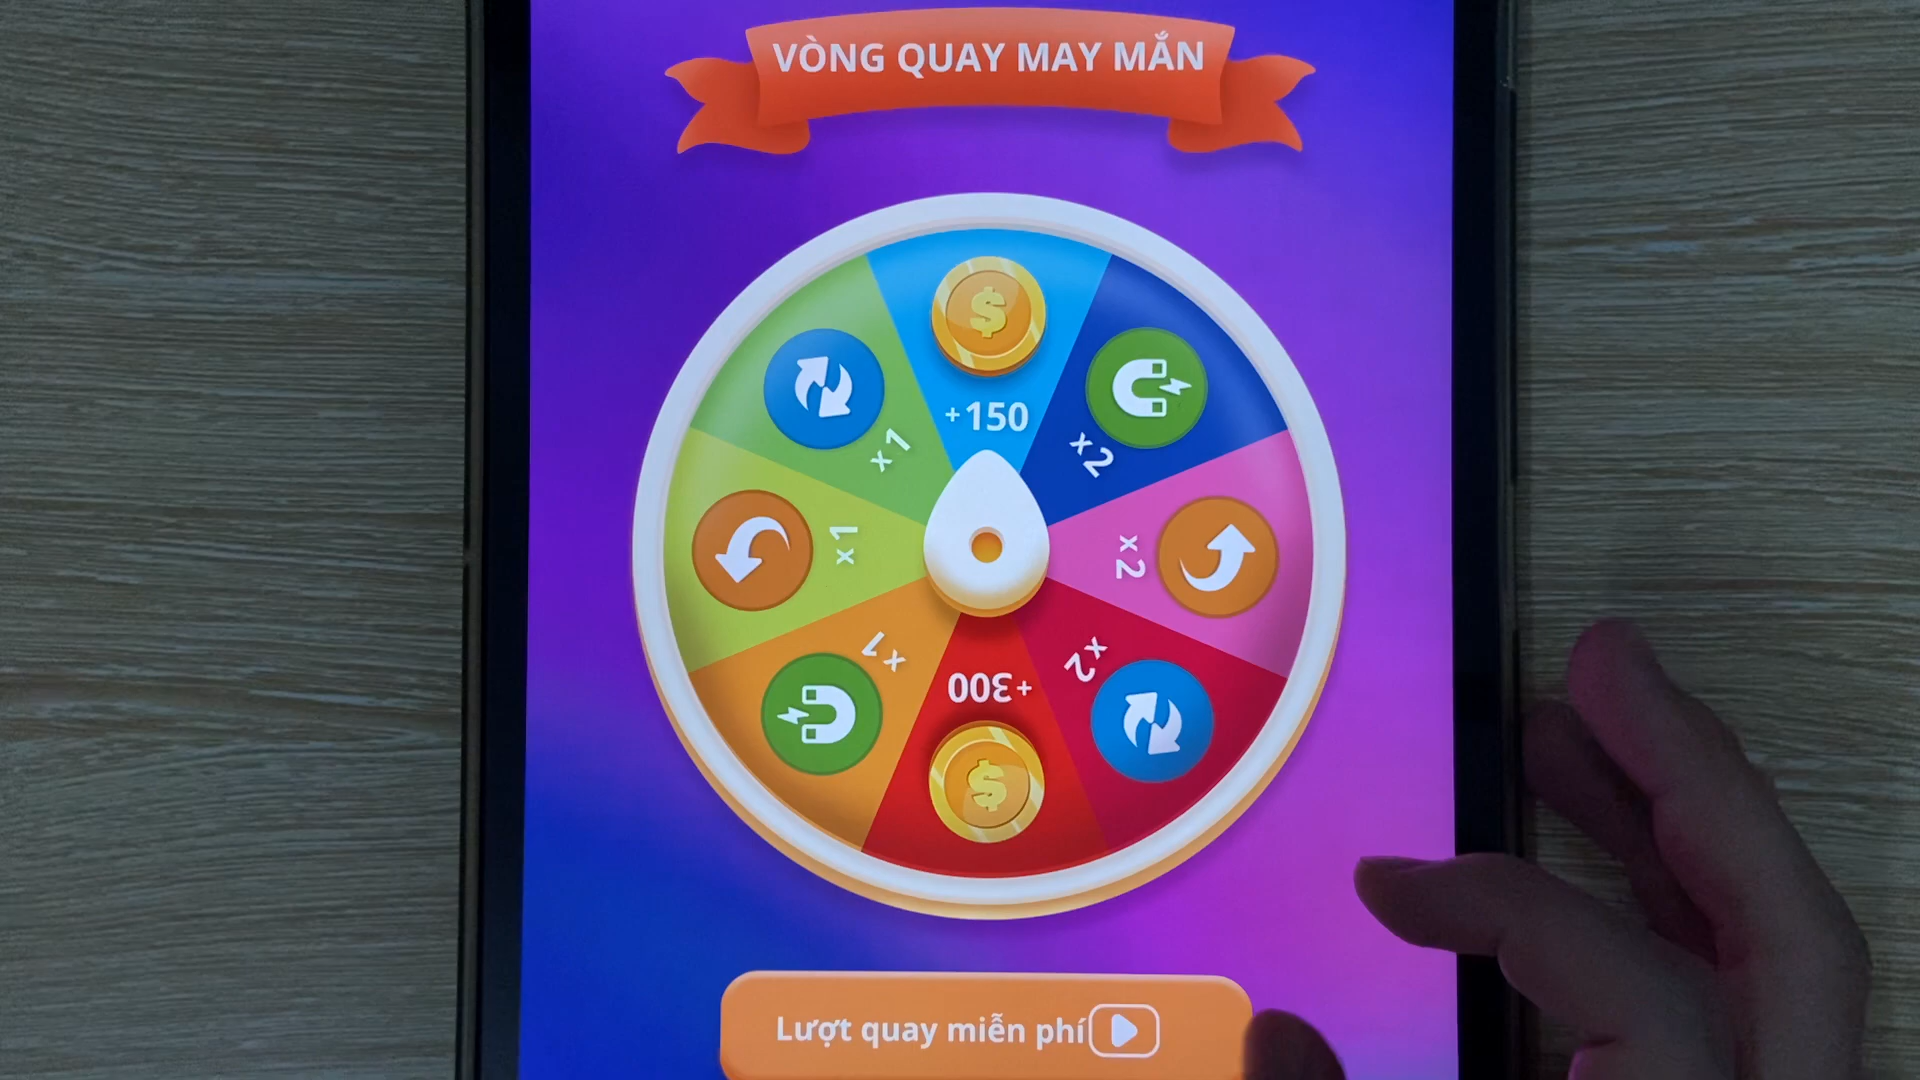 VÒNG QUAY MAY MẮN
+150
x1
x2
x1
x2
x1
x2
+300
Lượt quay miễn phí